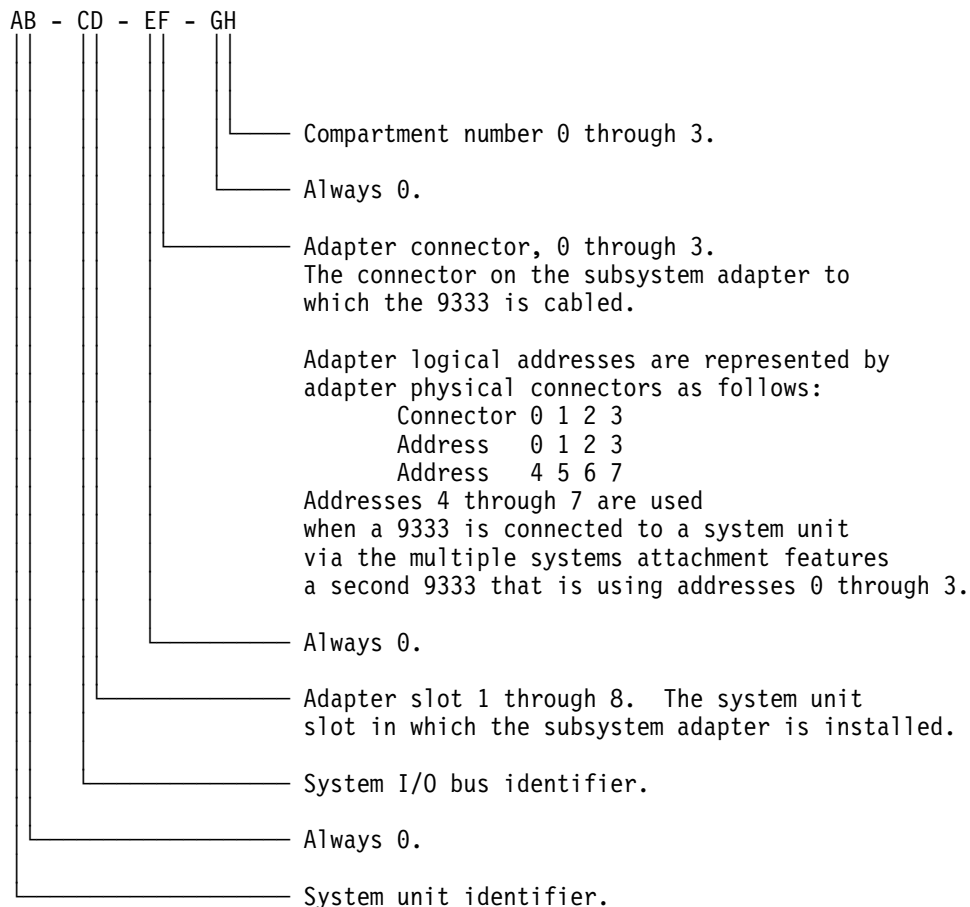 AB - CD - EF - GH
Compartment number 0 through 3.
Always 0.
Adapter connector, 0 through 3.
The connector on the subsystem adapter to
which the 9333 is cabled.
Adapter logical addresses are represented by
adapter physical connectors as follows:
Connector 0 1 2 3
Address 0 1 2 3
Address 4 5 6 7
Addresses 4 through 7 are used
when a 9333 is connected to a system unit
via the multiple systems attachment features
a second 9333 that is using addresses 0 through 3.
Always 0.
Adapter slot 1 through 8. The system unit
slot in which the subsystem adapter is installed.
System I/O bus identifier.
Always 0.
System unit identifier.